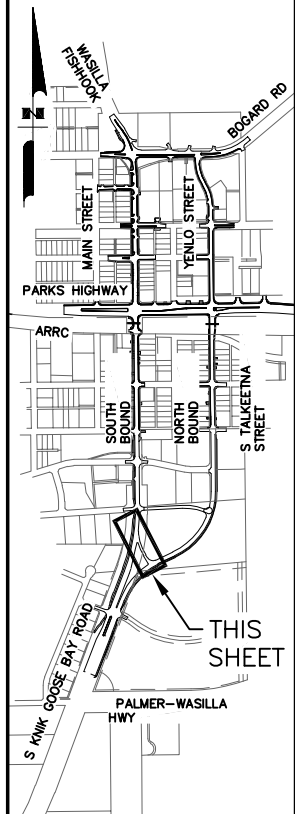 WASILLA
FISHHOOK
BOGARD RD
N
MAIN STREET
YENLO STREET
PARKS HIGHWAY
ARRC
SOUTH
BOUND
NORTH
BOUND
S TALKEETNA
STREET
THIS
SHEET
S KNIK GOOSE BAY ROAD
PALMER-WASILLA
HWY